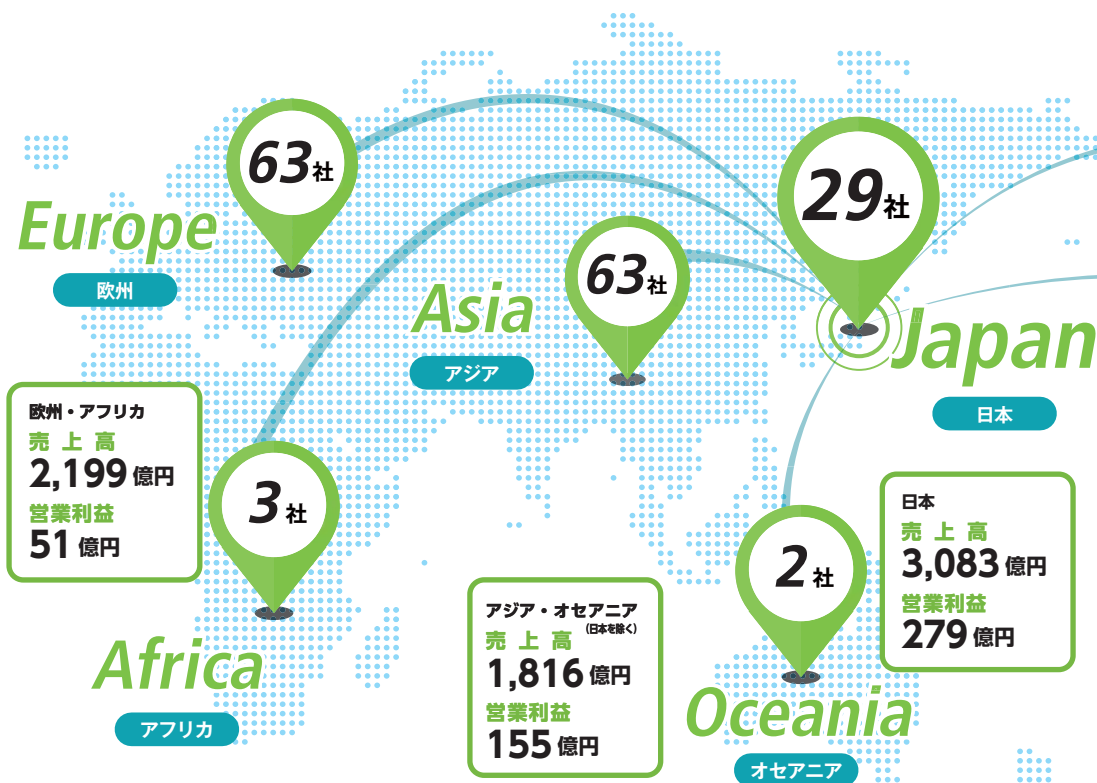 63社
Europe
欧州
29社
Japan
日本
63社
Asia
アジア
欧州・アフリカ
売上高
2,199億円
営業利益
51億円
3社
Africa
アフリカ
アジア・オセアニア
(日本を除く)
売上高
1,816億円
営業利益
155億円
2社
Oceania
オセアニア
日本
売上高
3,083億円
営業利益
279億円